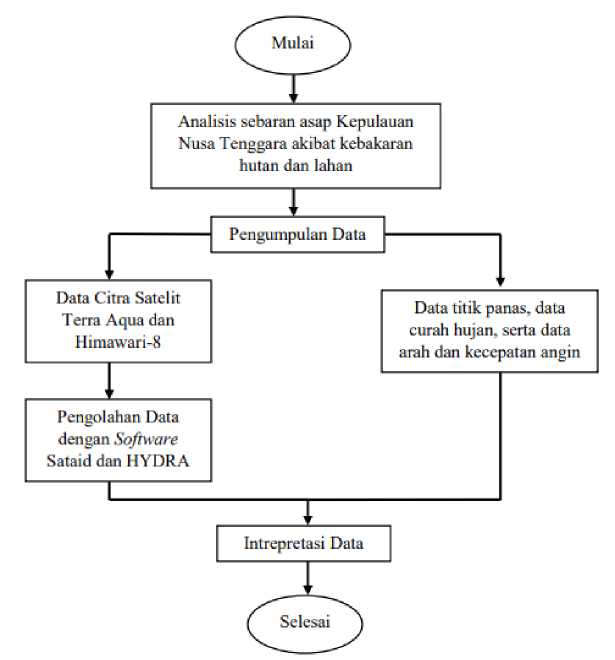 Mulai
Analisis sebaran asap Kepulauan
Nusa Tenggara akibat kebakaran
hutan dan lahan
Pengumpulan Data
Data Citra Satelit
Terra Aqua dan
Himawari-8
Data titik panas, data
curah hujan, serta data
arah dan kecepatan angin
Pengolahan Data
dengan Software
Sataid dan HYDRA
Intrepretasi Data
Selesai